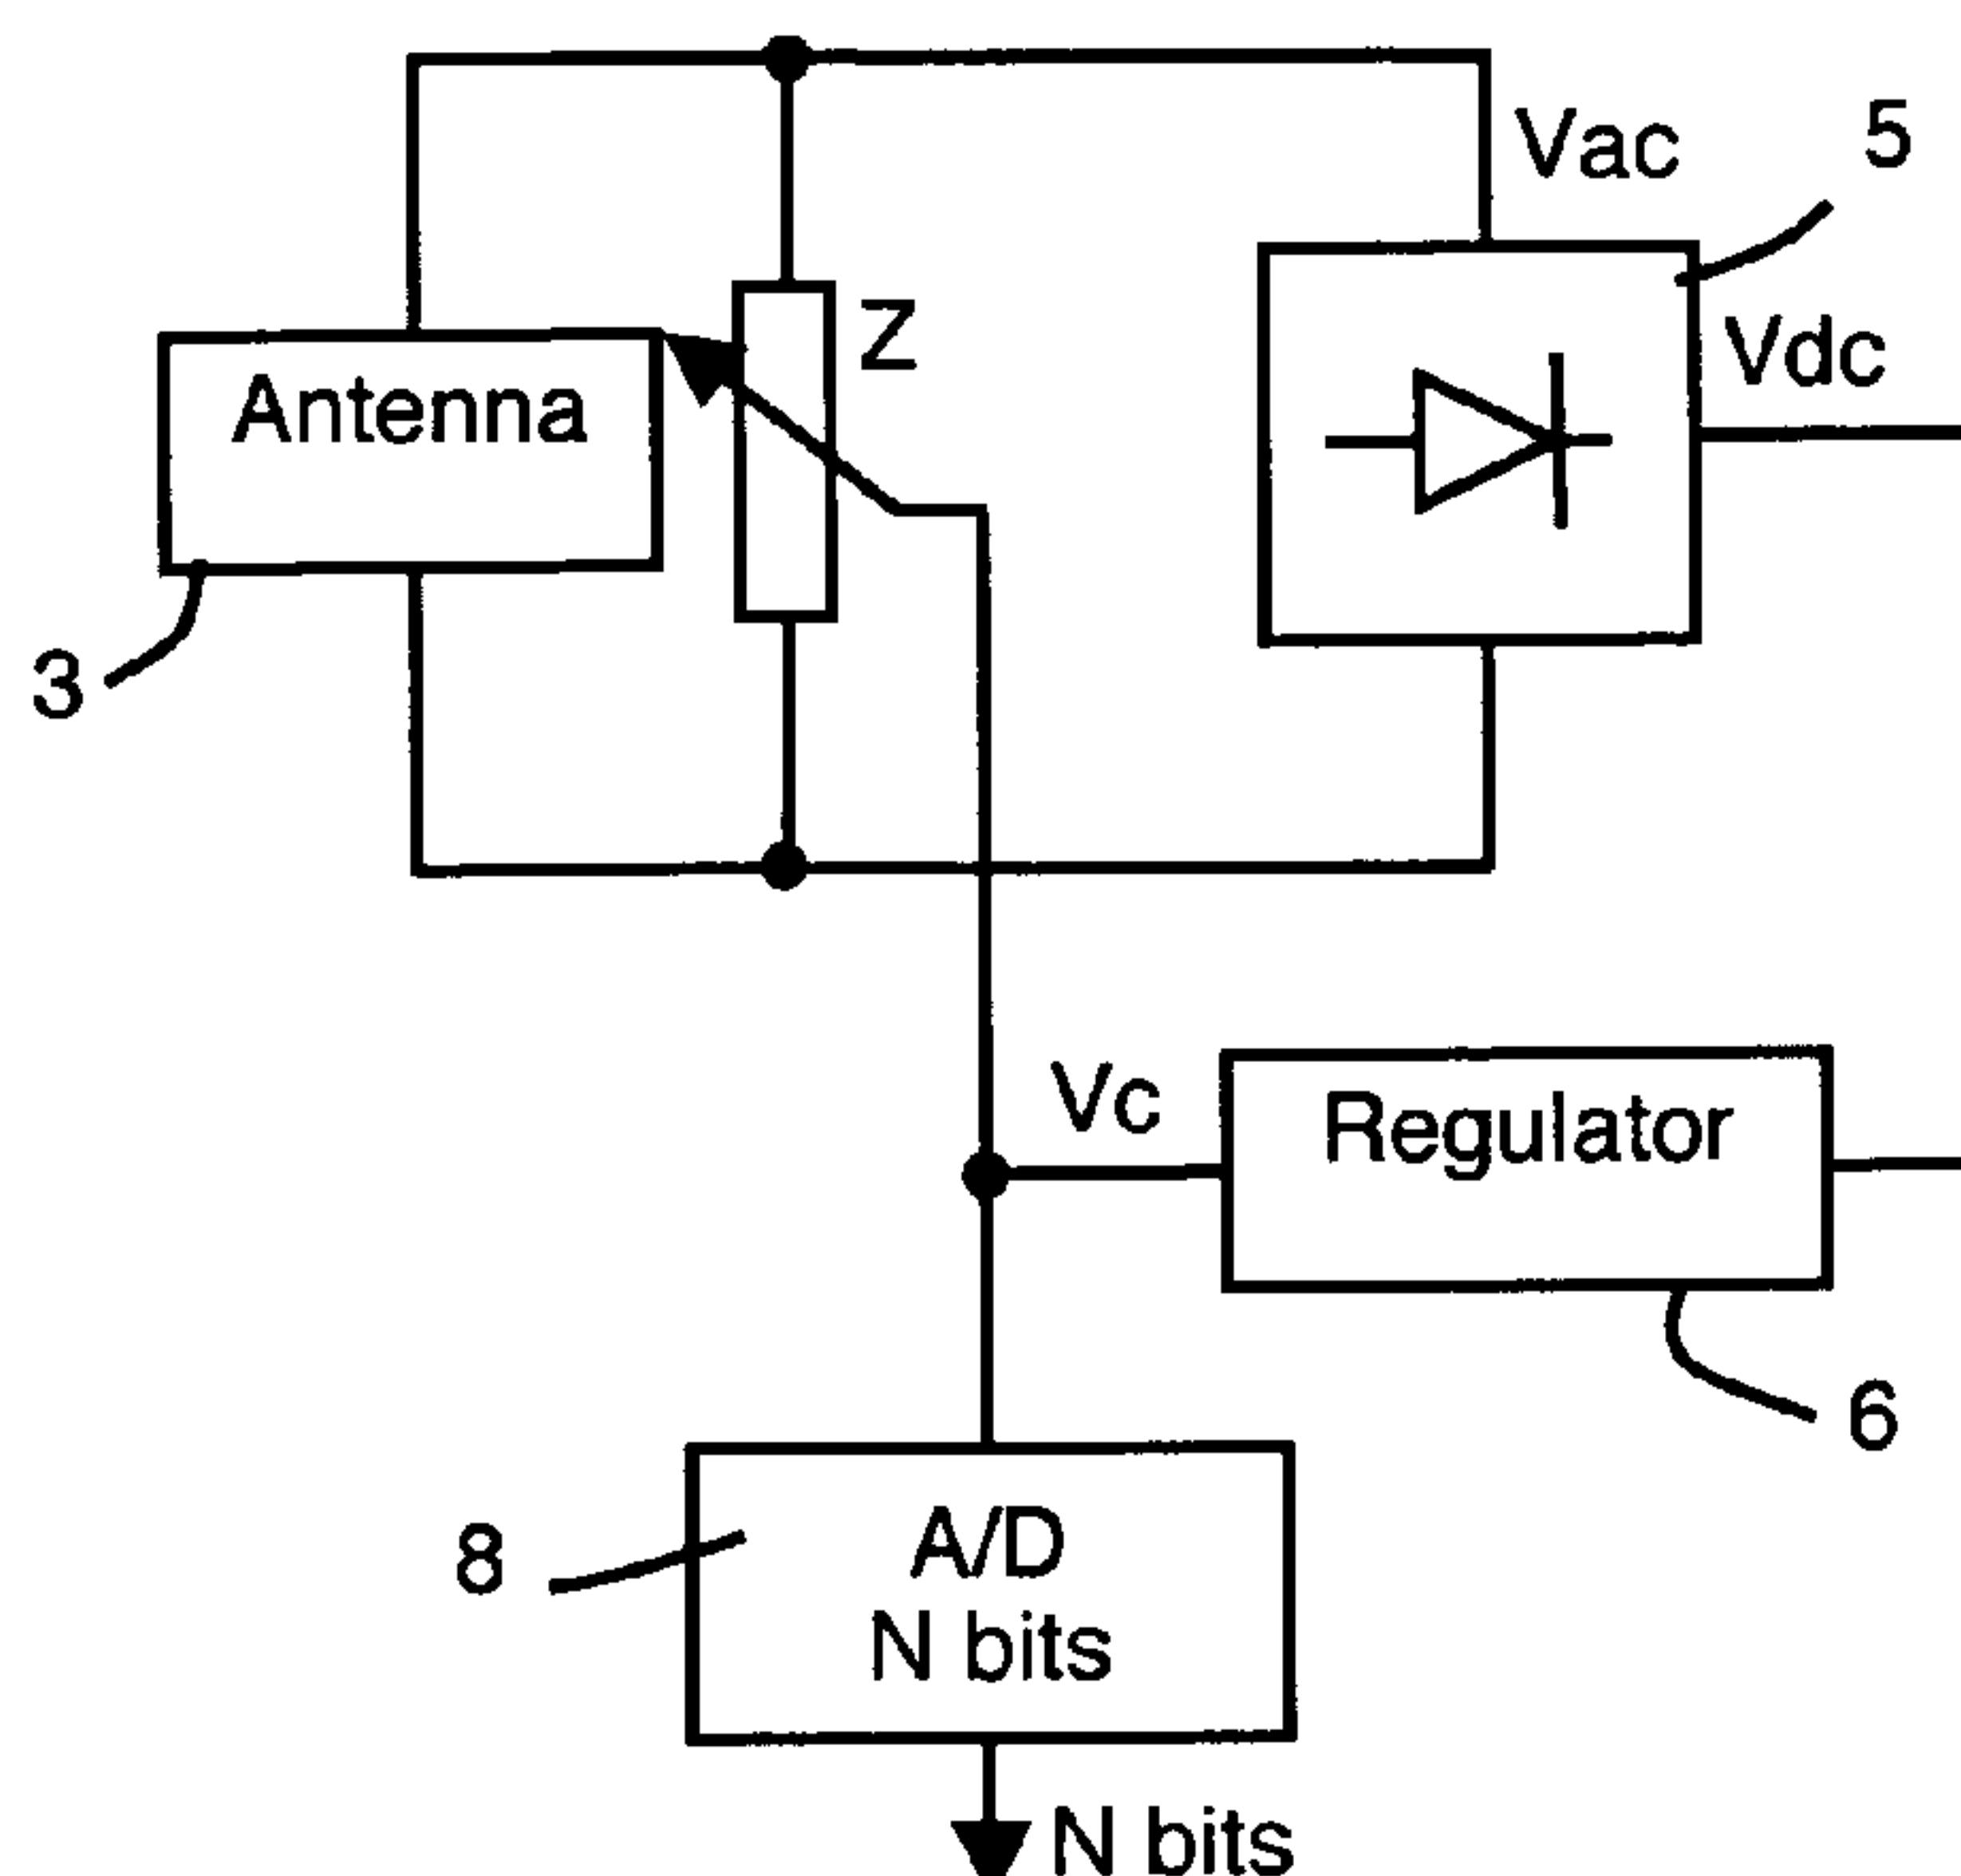 Vac
5
Z
Vdc
Antenna
3
Vc
Regulator
6
8
A/D
N bits
N bits